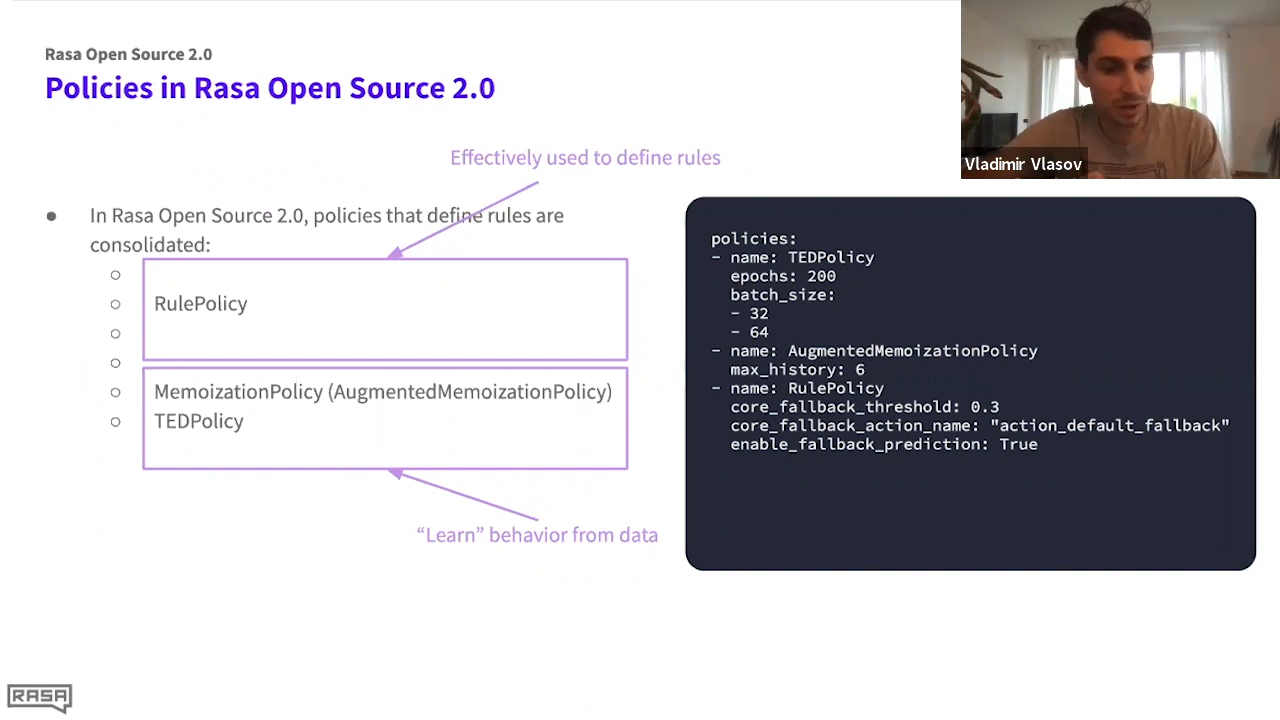 Rasa Open Source 2.0
Policies in Rasa Open Source 2.0
Vladimir Vlasov
Effectively used to define rules
● In Rasa Open Source 2.0, policies that define rules are
consolidated:
○
○ RulePolicy
○
○
○ MemoizationPolicy (AugmentedMemoizationPolicy)
○ TEDPolicy
“Learn” behavior from data
policies:
- name: TEDPolicy
  epochs: 200
  batch_size:
  - 32
  - 64
- name: AugmentedMemoizationPolicy
  max_history: 6
- name: RulePolicy
  core_fallback_threshold: 0.3
  core_fallback_action_name: "action_default_fallback"
  enable_fallback_prediction: True
RASA